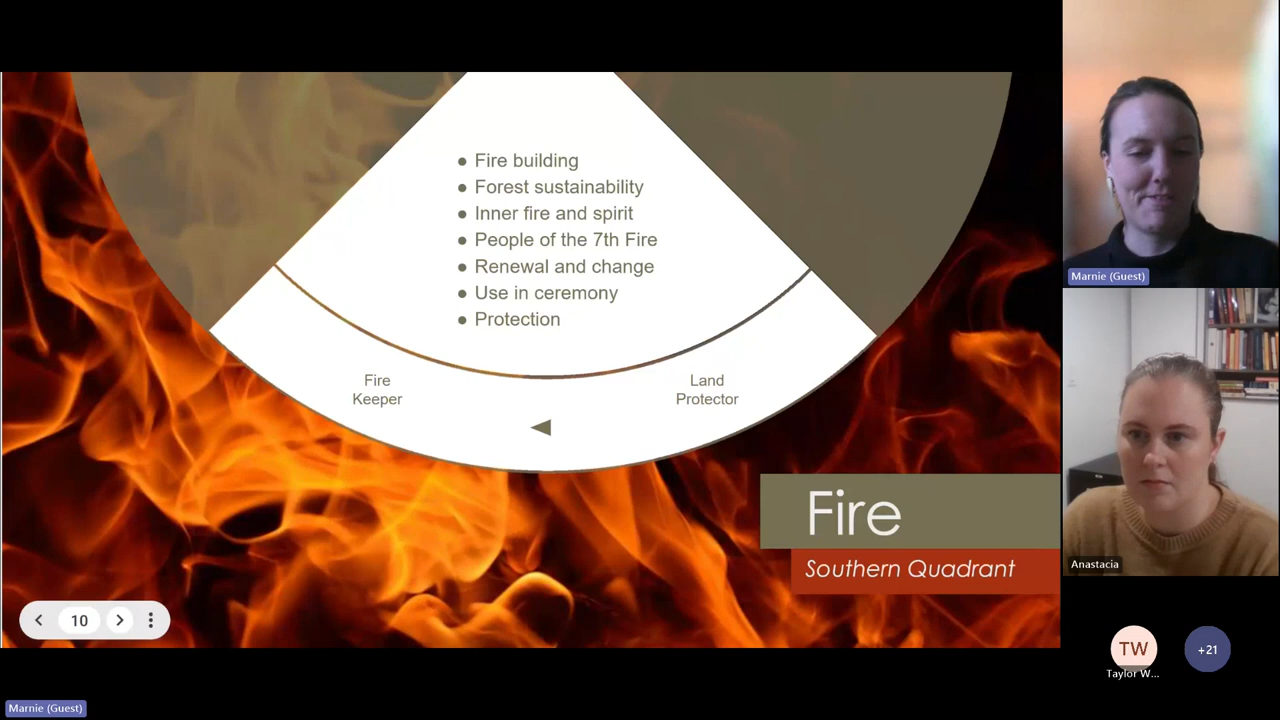 ● Fire building
● Forest sustainability
● Inner fire and spirit
● People of the 7th Fire
● Renewal and change
● Use in ceremony
● Protection
Fire
Keeper
Land
Protector
Fire
Southern Quadrant
10
Marnie (Guest)
Anastacia
TW
Taylor W...
+21
Marnie (Guest)